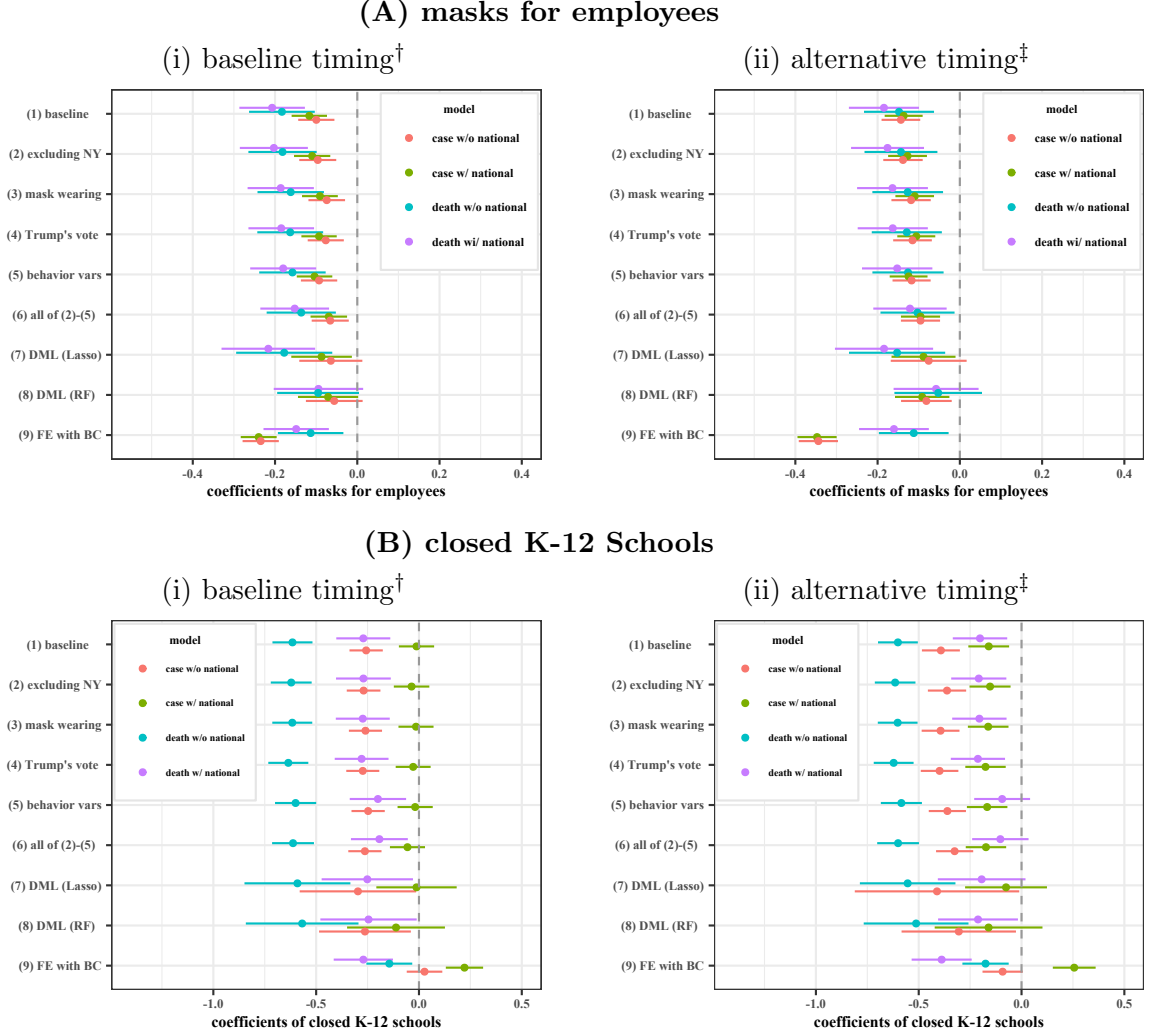 (A) masks for employees
(i) baseline timing†
(ii) alternative timing‡
(1) baseline
(2) excluding NY
(3) mask wearing
(4) Trump's vote
(5) behavior vars
(6) all of (2)-(5)
(7) DML (Lasso)
(8) DML (RF)
(9) FE with BC
model
case w/o national
case w/ national
death w/o national
death wi/ national
-0.4 -0.2 0.0 0.2 0.4
coefficients of masks for employees
(1) baseline
(2) excluding NY
(3) mask wearing
(4) Trump's vote
(5) behavior vars
(6) all of (2)-(5)
(7) DML (Lasso)
(8) DML (RF)
(9) FE with BC
model
case w/o national
case w/ national
death w/o national
death wi/ national
-0.4 -0.2 0.0 0.2 0.4
coefficients of masks for employees
(B) closed K-12 Schools
(i) baseline timing†
(ii) alternative timing‡
(1) baseline
(2) excluding NY
(3) mask wearing
(4) Trump's vote
(5) behavior vars
(6) all of (2)-(5)
(7) DML (Lasso)
(8) DML (RF)
(9) FE with BC
model
case w/o national
case w/ national
death w/o national
death w/ national
-1.0 -0.5 0.0 0.5
coefficients of closed K-12 schools
(1) baseline
(2) excluding NY
(3) mask wearing
(4) Trump's vote
(5) behavior vars
(6) all of (2)-(5)
(7) DML (Lasso)
(8) DML (RF)
(9) FE with BC
model
case w/o national
case w/ national
death w/o national
death w/ national
-1.0 -0.5 0.0 0.5
coefficients of closed K-12 schools